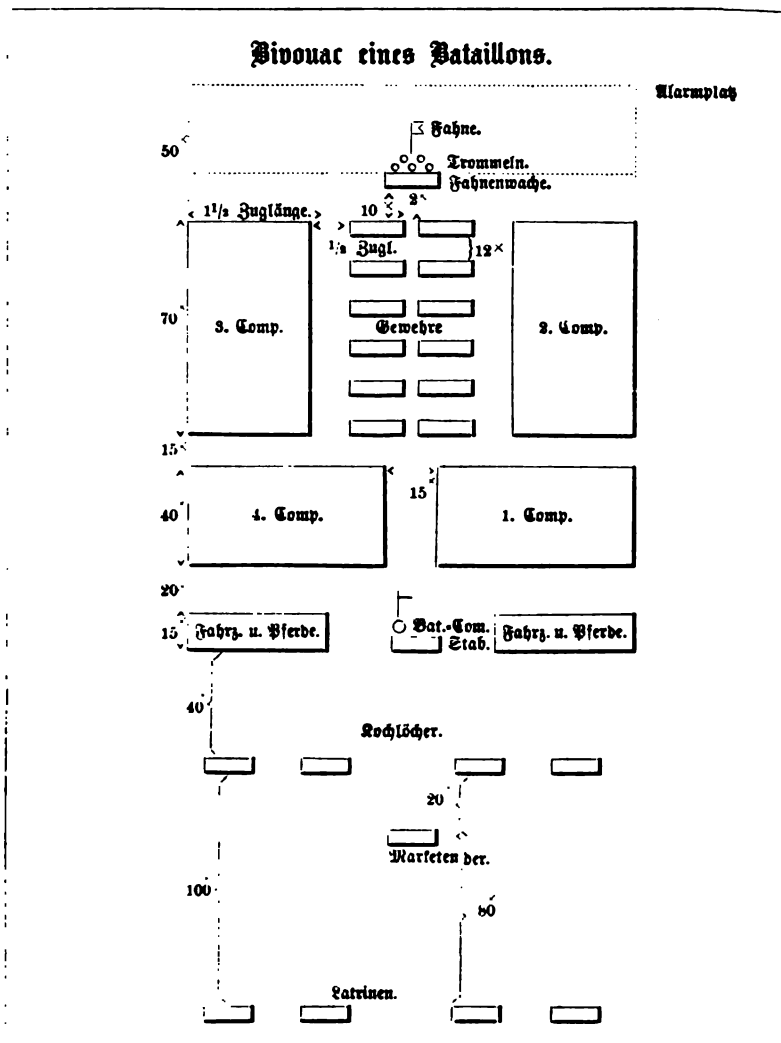 Bivouac eines Bataillons.
Alarmplatz
Fahne.
50
Trommeln.
Fahnenwache.
2
1 1/2 Zuglänge.
10
1/2 Zugl.
12 ×
70
3. Comp.
Gewehre
2. Comp.
15
15
40
4. Comp.
1. Comp.
20
15
Fahrz. u. Pferde.
Bat.-Com.
Stab.
Fahrz. u. Pferde.
40
Kochlöcher.
20
Marketender.
100
80
Latrinen.